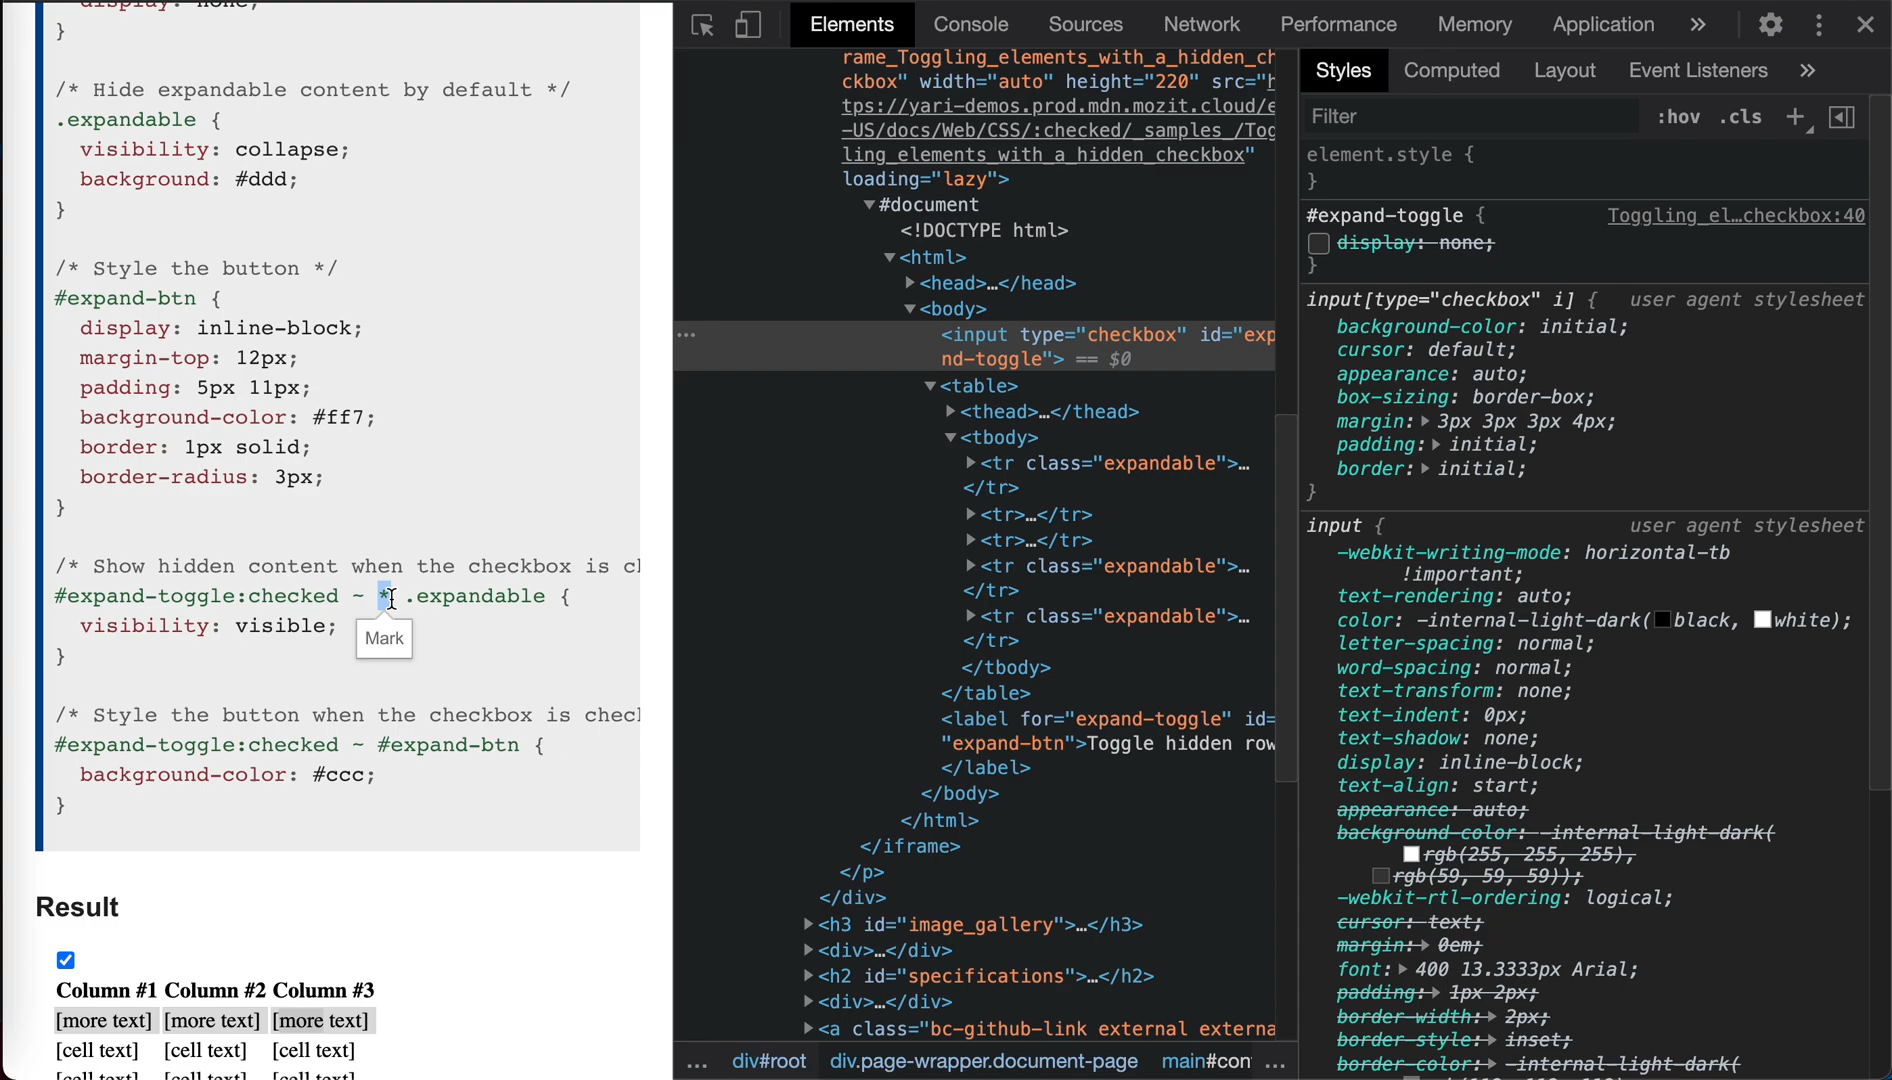 display: none;
}
/* Hide expandable content by default */
.expandable {
visibility: collapse;
background: #ddd;
}
/* Style the button */
#expand-btn {
display: inline-block;
margin-top: 12px;
padding: 5px 11px;
background-color: #ff7;
border: 1px solid;
border-radius: 3px;
}
/* Show hidden content when the checkbox is cl
#expand-toggle:checked ~ * .expandable {
visibility: visible;
Mark
}
/* Style the button when the checkbox is chec
#expand-toggle:checked ~ #expand-btn {
background-color: #ccc;
}
Result
Column #1 Column #2 Column #3
[more text] [more text] [more text]
[cell text] [cell text] [cell text]
[cell text] [cell text] [cell text]
Elements Console Sources Network Performance Memory Application »
rame_Toggling_elements_with_a_hidden_ch
ckbox" width="auto" height="220" src="h
tps://yari-demos.prod.mdn.mozit.cloud/e
-US/docs/Web/CSS/:checked/_samples_/Tog
ling_elements_with_a_hidden_checkbox"
loading="lazy">
▼#document
<!DOCTYPE html>
▼<html>
▶<head>…</head>
▼<body>
… <input type="checkbox" id="exp
nd-toggle"> == $0
▼<table>
▶<thead>…</thead>
▼<tbody>
▶<tr class="expandable">…
</tr>
▶<tr>…</tr>
▶<tr>…</tr>
▶<tr class="expandable">…
</tr>
▶<tr class="expandable">…
</tr>
</tbody>
</table>
<label for="expand-toggle" id=
"expand-btn">Toggle hidden row
</label>
</body>
</html>
</iframe>
</p>
</div>
▶<h3 id="image_gallery">…</h3>
▶<div>…</div>
▶<h2 id="specifications">…</h2>
▶<div>…</div>
▶<a class="bc-github-link external externa
… div#root div.page-wrapper.document-page main#con …
Styles Computed Layout Event Listeners »
Filter :hov .cls +
element.style {
}
#expand-toggle { Toggling_el…checkbox:40
display: none;
}
input[type="checkbox" i] { user agent stylesheet
background-color: initial;
cursor: default;
appearance: auto;
box-sizing: border-box;
margin:▶ 3px 3px 3px 4px;
padding:▶ initial;
border:▶ initial;
}
input { user agent stylesheet
-webkit-writing-mode: horizontal-tb
!important;
text-rendering: auto;
color: -internal-light-dark(black, white);
letter-spacing: normal;
word-spacing: normal;
text-transform: none;
text-indent: 0px;
text-shadow: none;
display: inline-block;
text-align: start;
appearance: auto;
background-color: -internal-light-dark(
rgb(255, 255, 255),
rgb(59, 59, 59));
-webkit-rtl-ordering: logical;
cursor: text;
margin:▶ 0em;
font:▶ 400 13.3333px Arial;
padding:▶ 1px 2px;
border-width:▶ 2px;
border-style:▶ inset;
border-color:▶ -internal-light-dark(